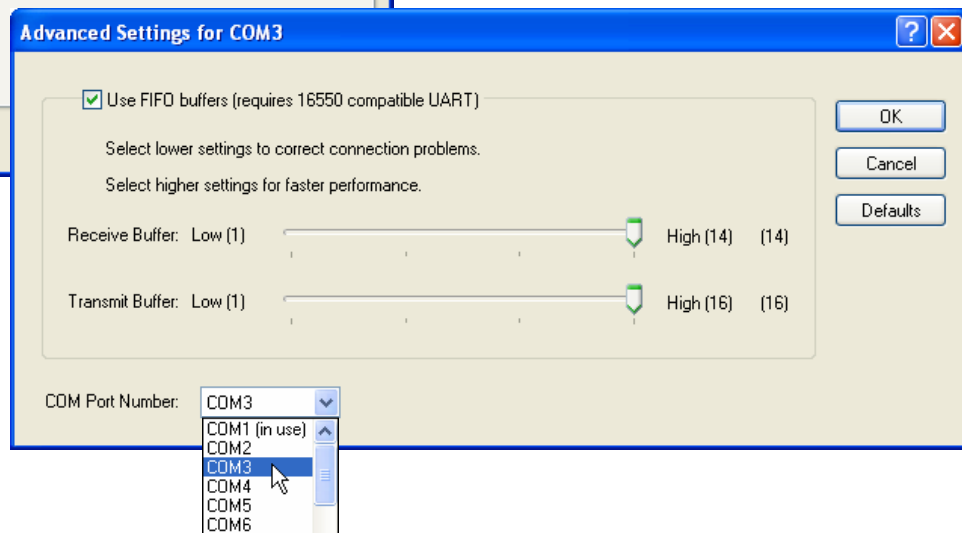 Advanced Settings for COM3
Use FIFO buffers (requires 16550 compatible UART)
OK
Select lower settings to correct connection problems.
Cancel
Select higher settings for faster performance.
Defaults
Receive Buffer: Low (1) High (14) (14)
Transmit Buffer: Low (1) High (16) (16)
COM Port Number: COM3
COM1 (in use)
COM2
COM3
COM4
COM5
COM6